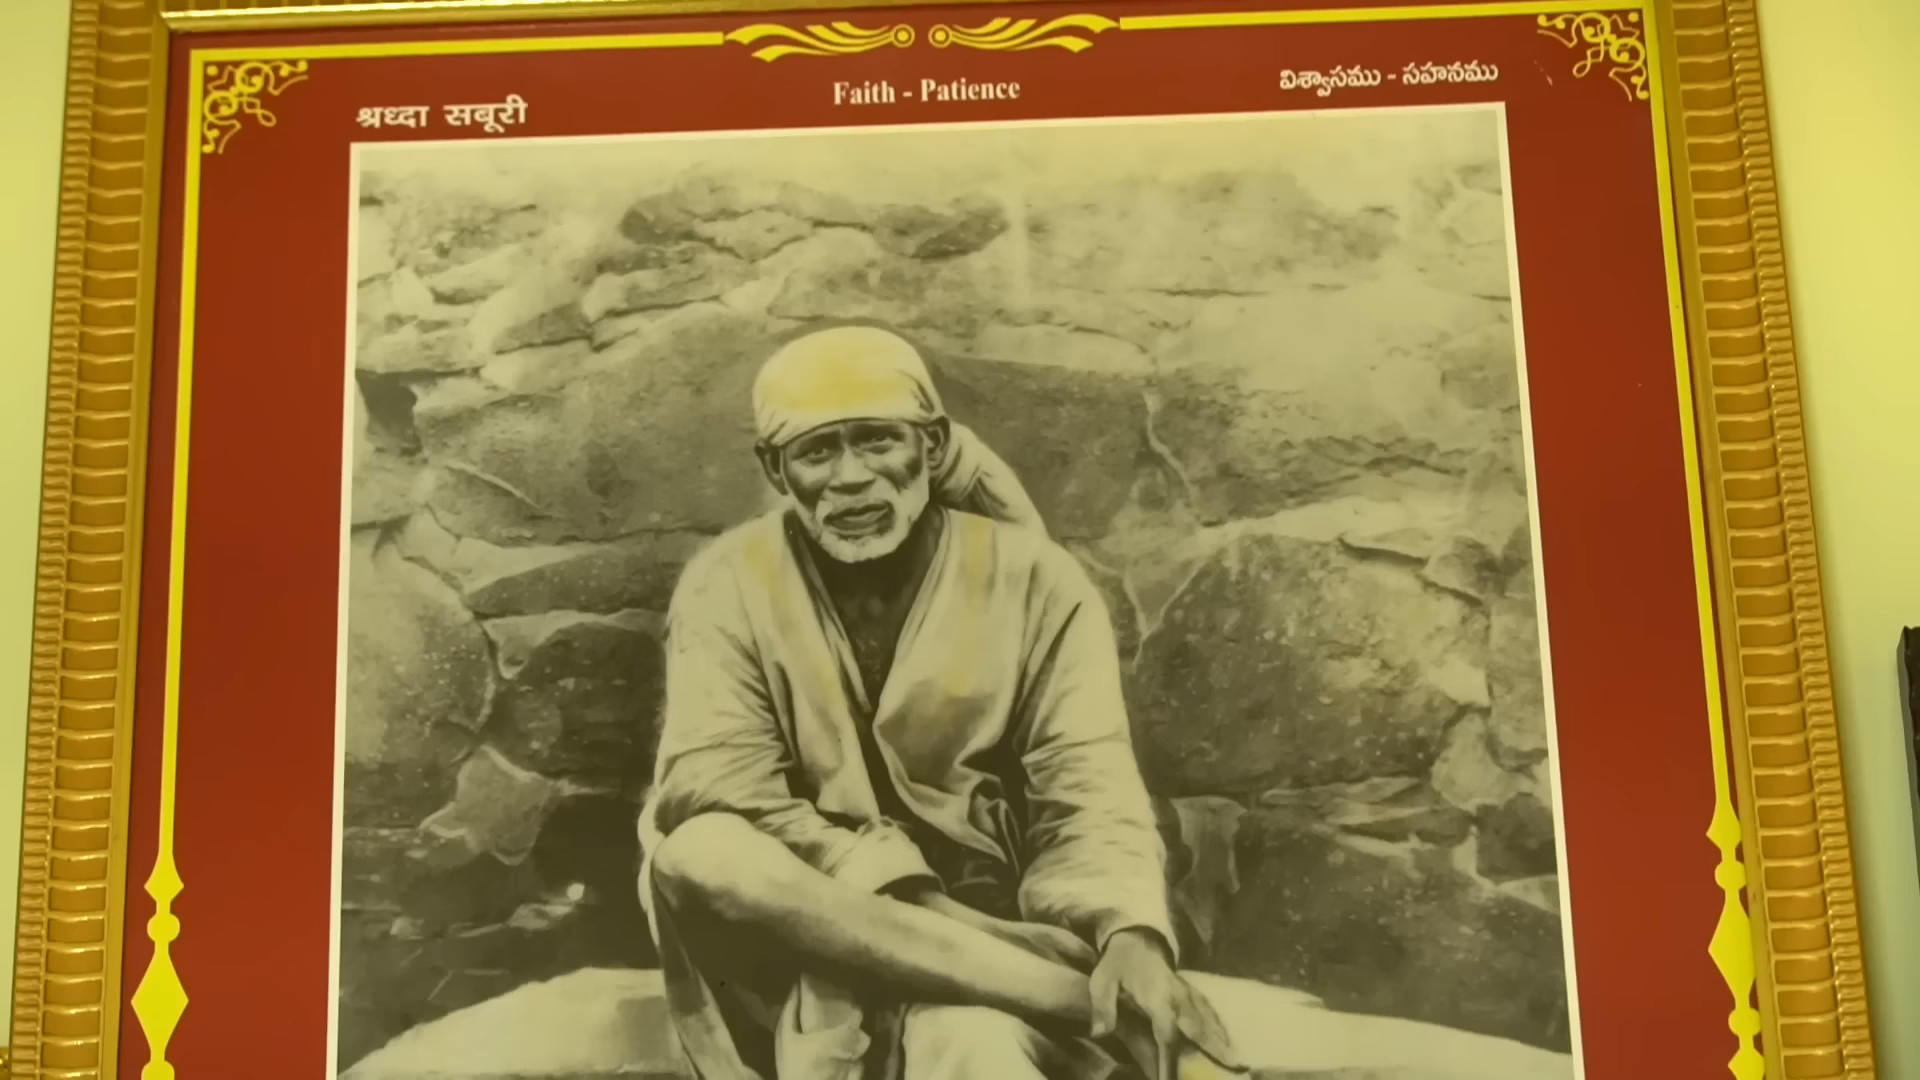 श्रध्दा सबूरी
Faith - Patience
విశ్వాసము - సహనము